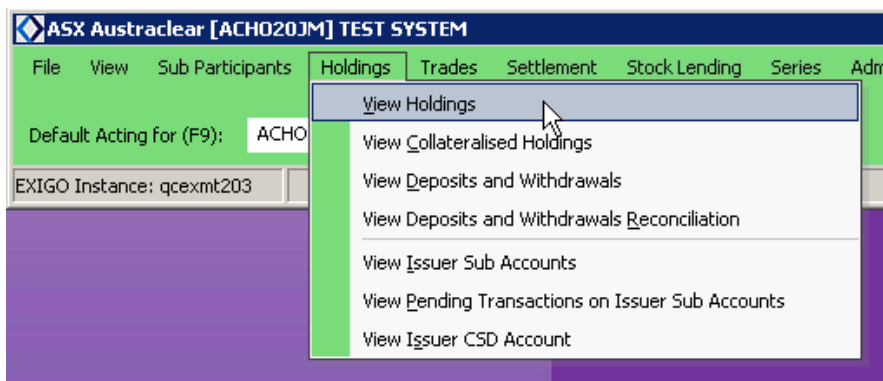 ASX Austraclear [ACHO20JM] TEST SYSTEM
File View Sub Participants Holdings Trades Settlement Stock Lending Series Adm
View Holdings
Default Acting for (F9): ACHO
View Collateralised Holdings
View Deposits and Withdrawals
EXIGO Instance: qcexmt203
View Deposits and Withdrawals Reconciliation
View Issuer Sub Accounts
View Pending Transactions on Issuer Sub Accounts
View Issuer CSD Account